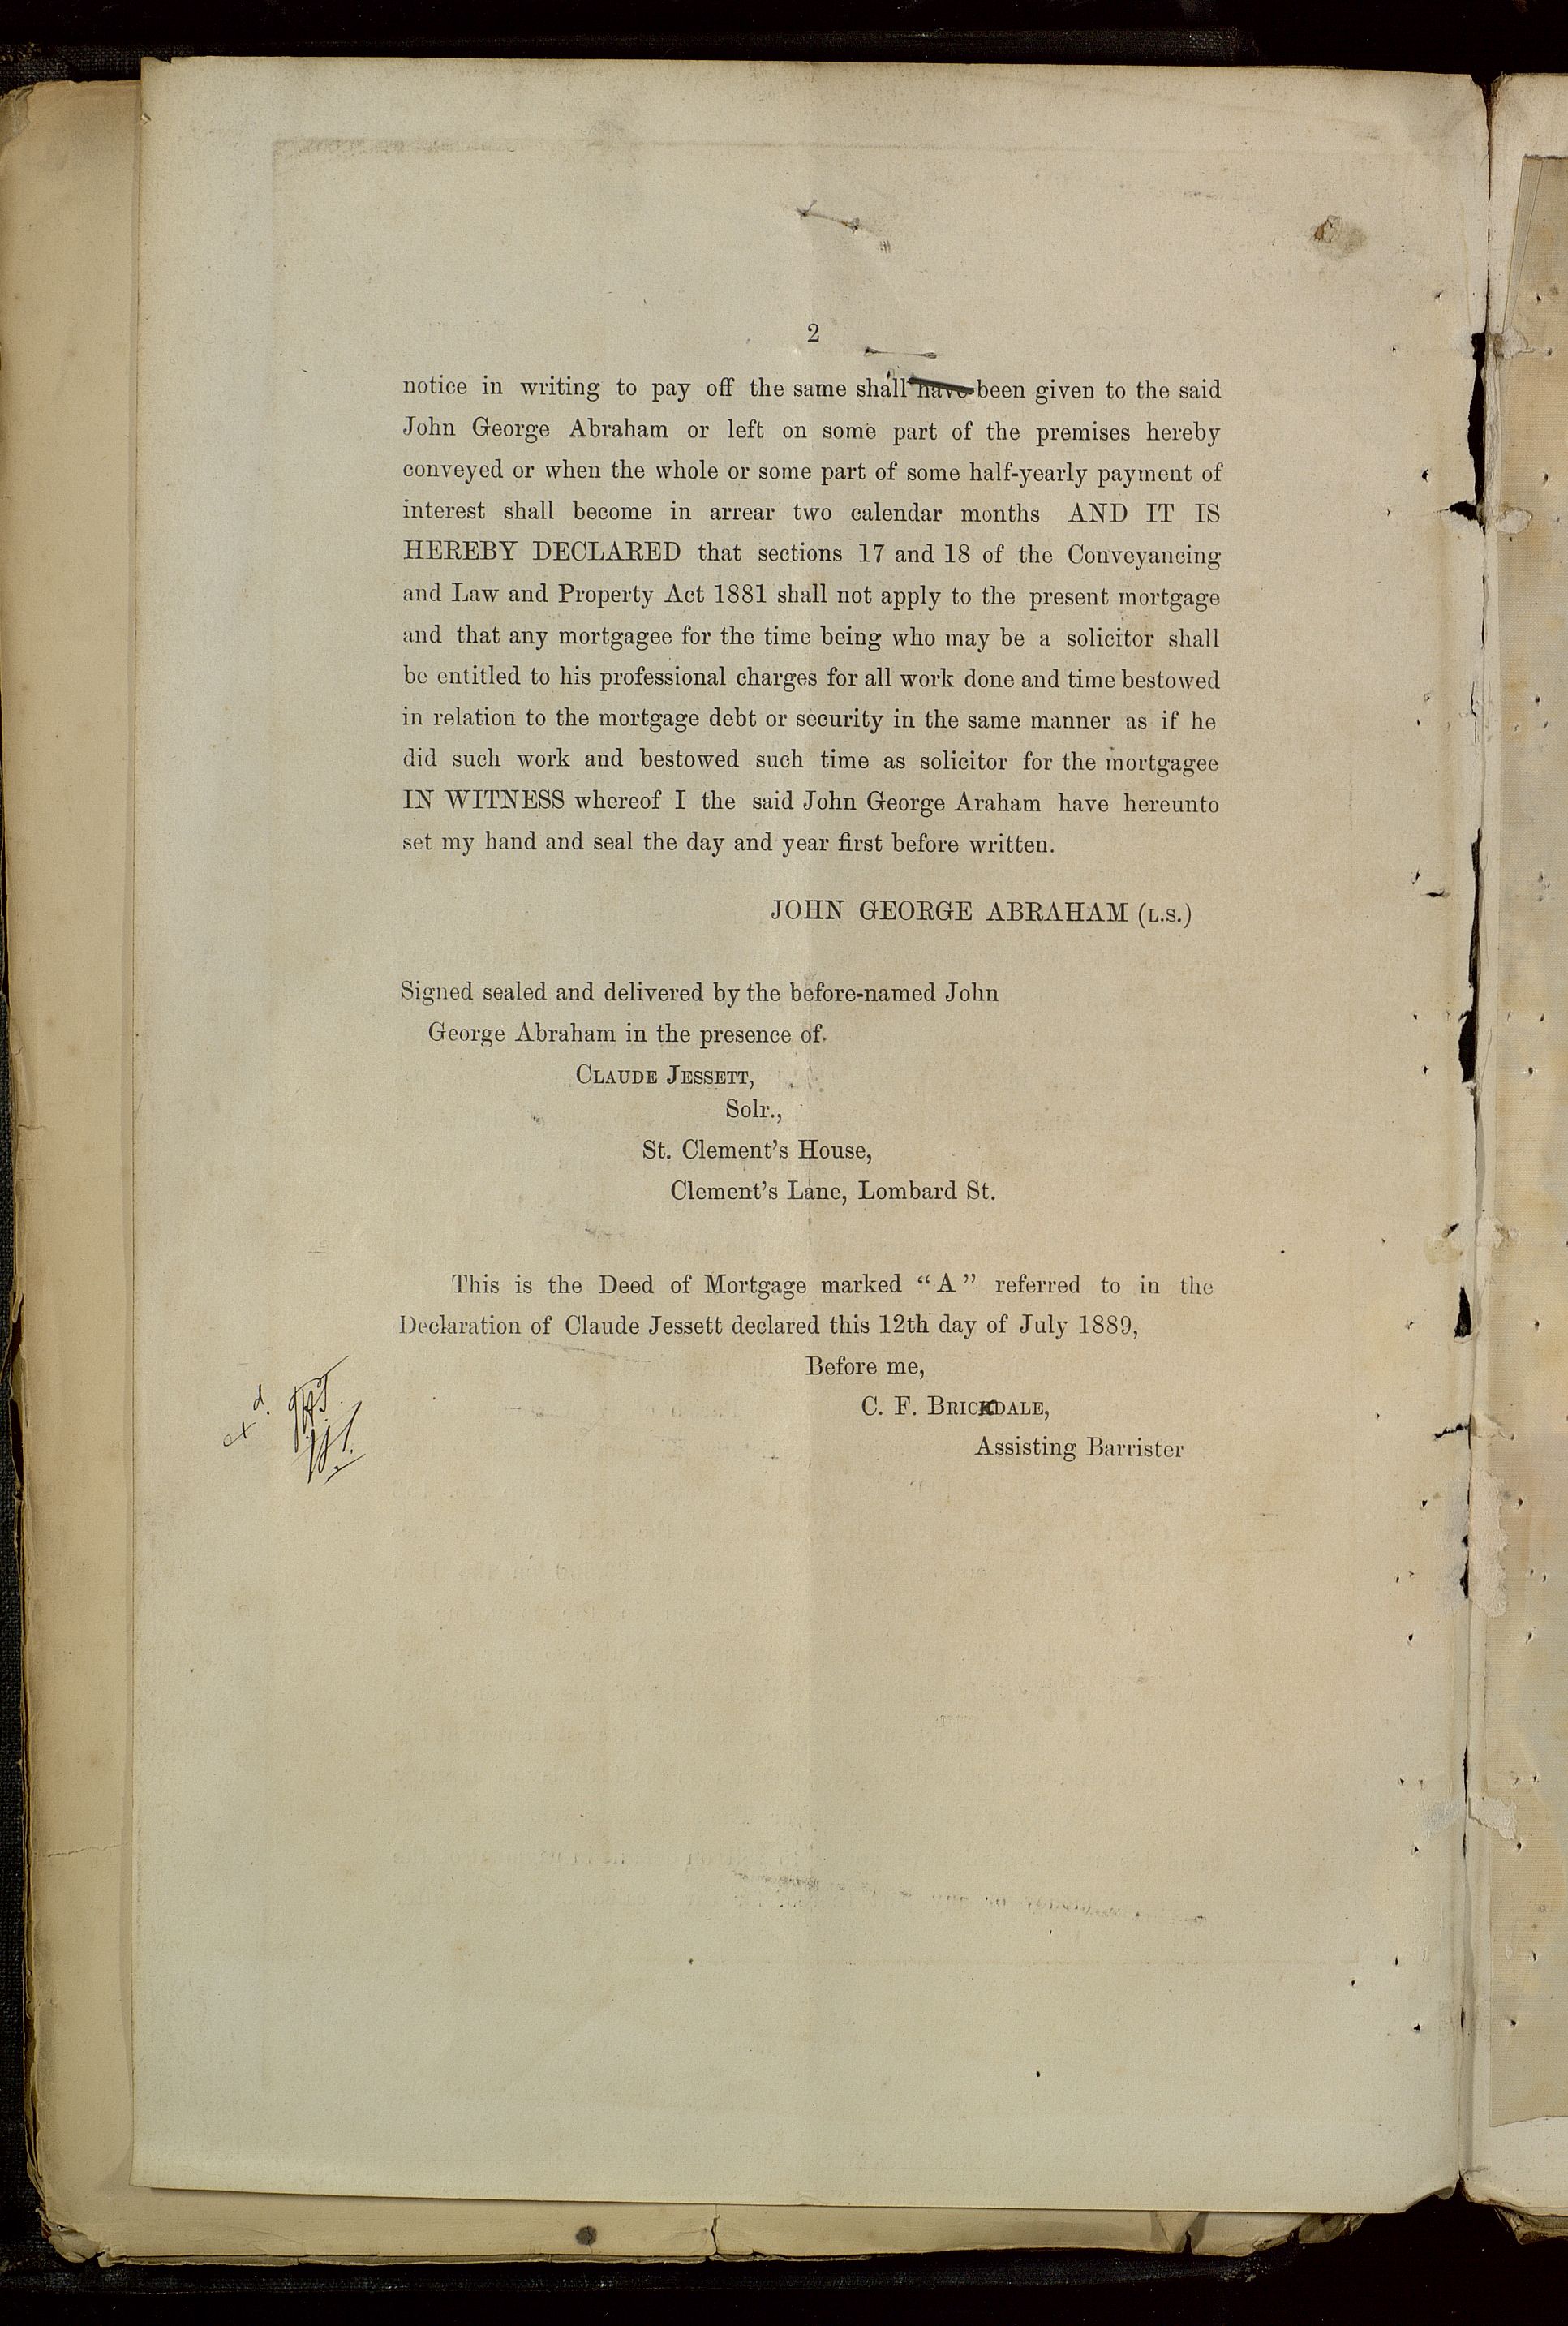 2
notice in writing to pay off the same shall have been given to the said
John George Abraham or left on some part of the premises hereby
conveyed or when the whole or some part of some half-yearly payment of
interest shall become in arrear two calendar months AND IT IS
HEREBY DECLARED that sections 17 and 18 of the Conveyancing
and Law and Property Act 1881 shall not apply to the present mortgage
and that any mortgagee for the time being who may be a solicitor shall
be entitled to his professional charges for all work done and time bestowed
in relation to the mortgage debt or security in the same manner as if he
did such work and bestowed such time as solicitor for the mortgagee
IN WITNESS whereof I the said John George Araham have hereunto
set my hand and seal the day and year first before written.
JOHN GEORGE ABRAHAM (L.S.)
Signed sealed and delivered by the before-named John
George Abraham in the presence of
CLAUDE JESSETT,
Solr.,
St. Clement's House,
Clement's Lane, Lombard St.
This is the Deed of Mortgage marked “A” referred to in the
Declaration of Claude Jessett declared this 12th day of July 1889,
Before me,
C. F. BRICKDALE,
Assisting Barrister